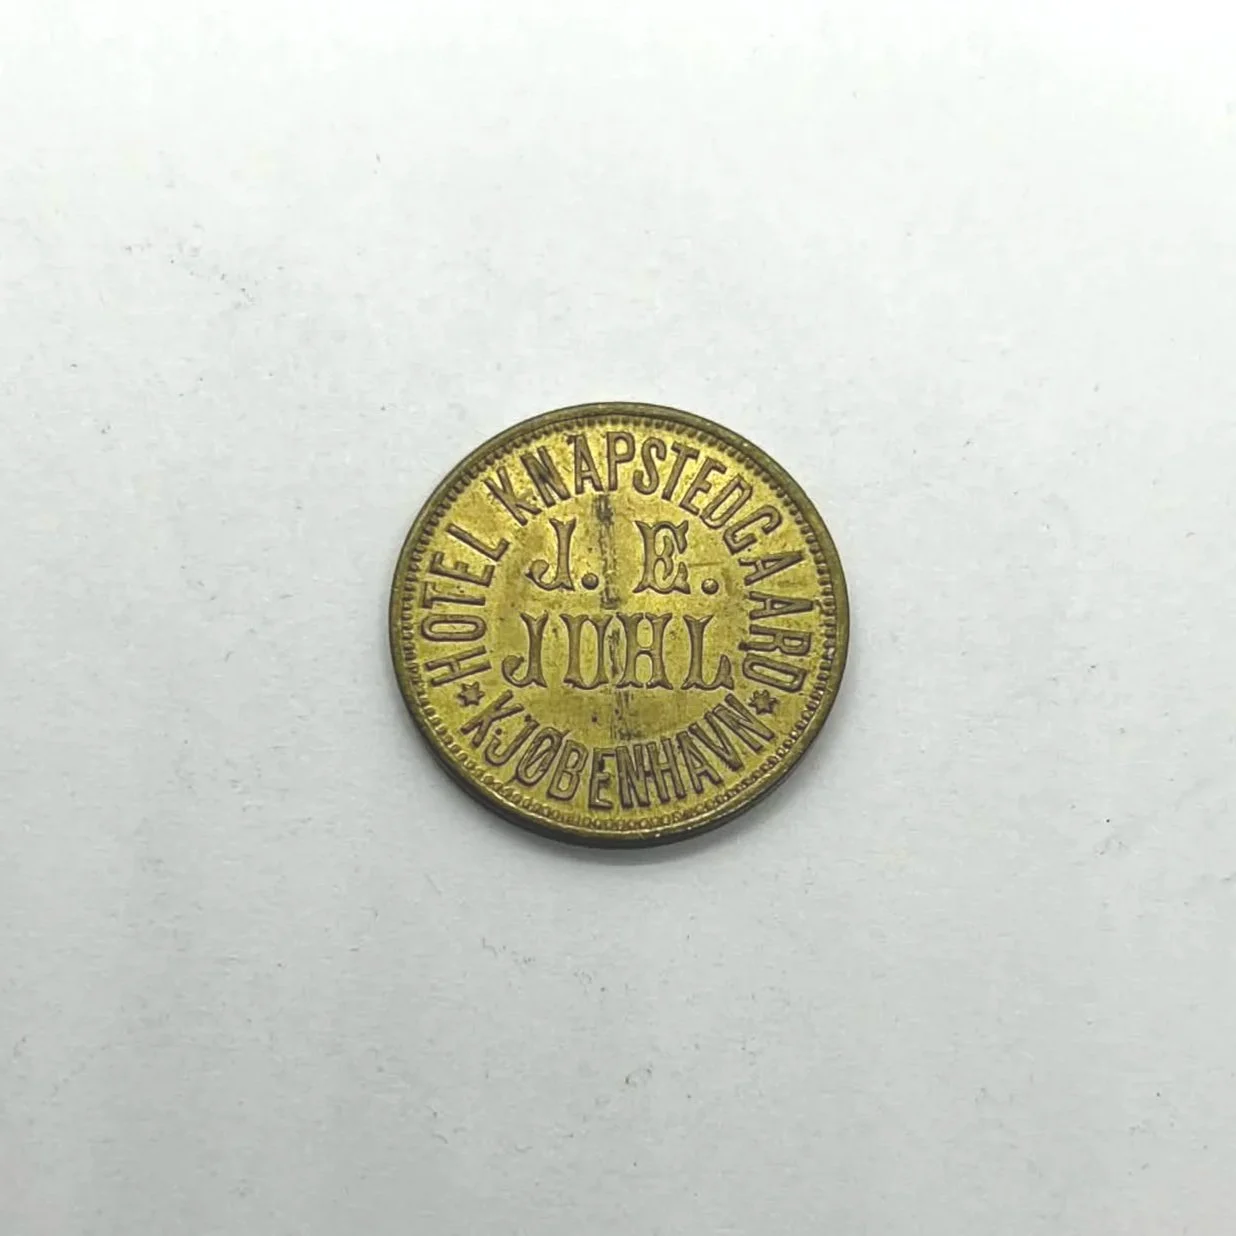 HOTEL KNAPSTEDGAARD
J. E.
JUHL
* KJØBENHAVN *